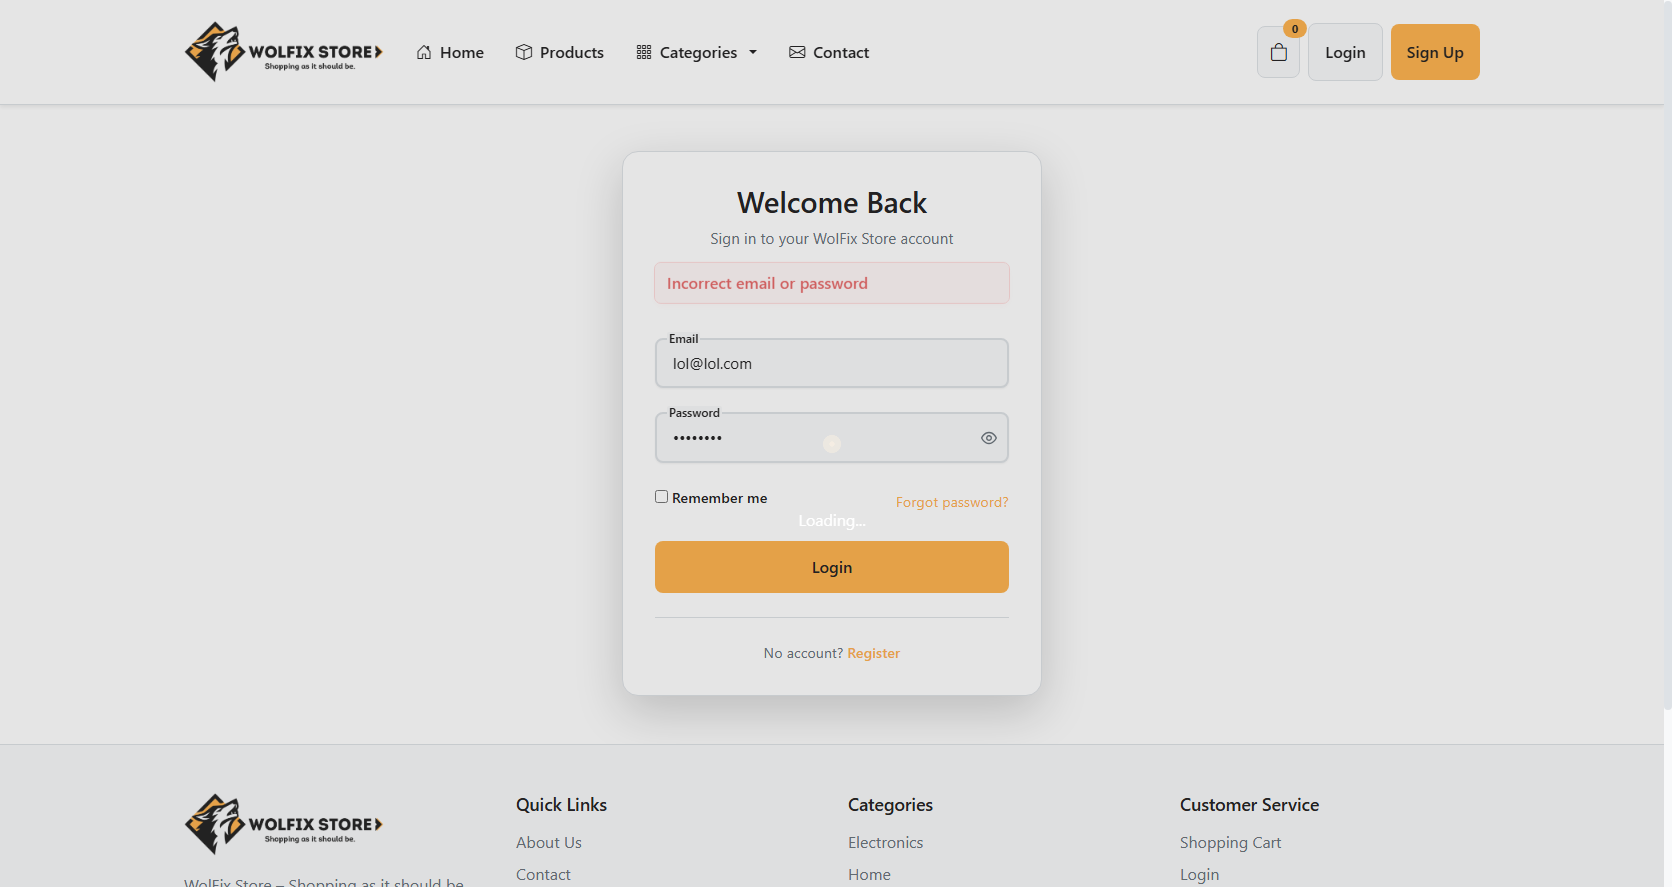 WOLFIX STORE
Shopping as it should be.
Home
Products
Categories
Contact
0
Login
Sign Up
Welcome Back
Sign in to your WolFix Store account
Incorrect email or password
Email
lol@lol.com
Password
••••••••
Remember me
Forgot password?
Loading...
Login
No account? Register
WOLFIX STORE
Shopping as it should be.
WolFix Store – Shopping as it should be
Quick Links
About Us
Contact
Categories
Electronics
Home
Customer Service
Shopping Cart
Login